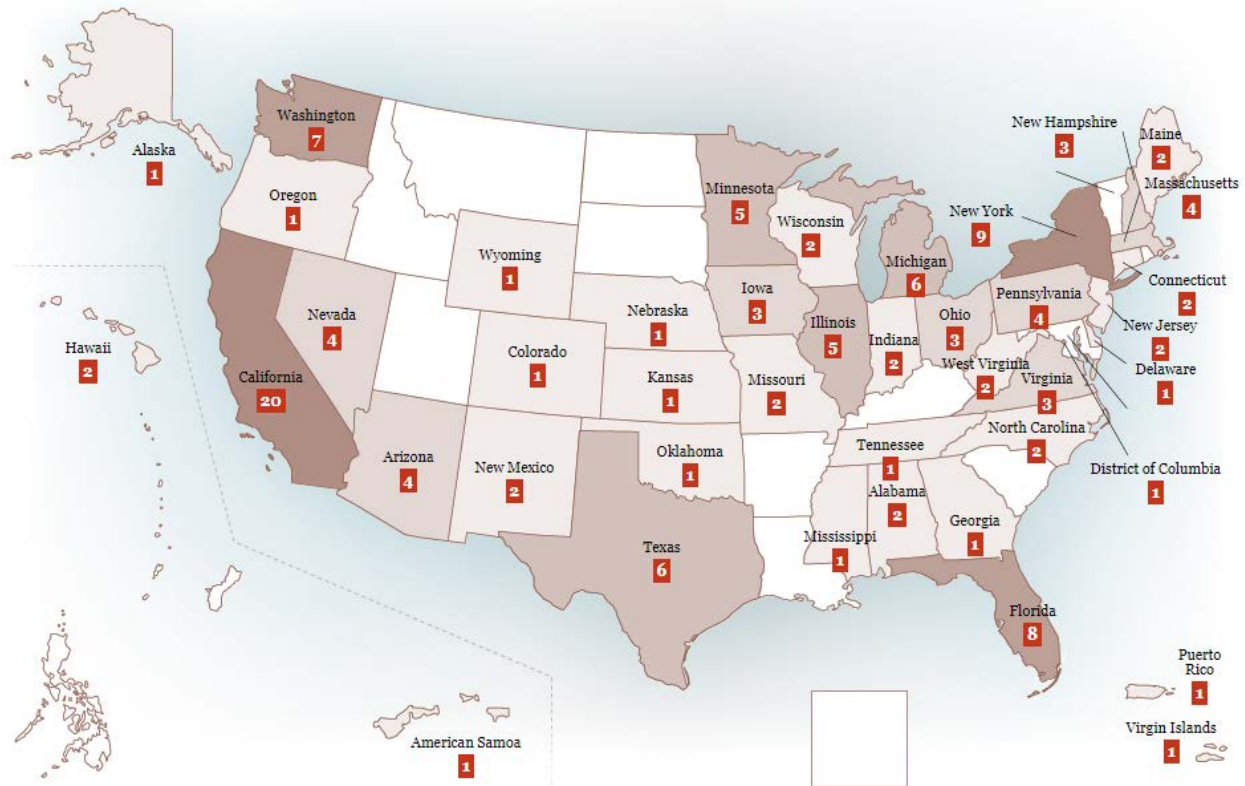 Washington
7
New Hampshire
3
Maine
2
Alaska
1
Massachusetts
4
Minnesota
5
Oregon
1
New York
9
Wisconsin
2
Wyoming
1
Michigan
6
Connecticut
2
Iowa
3
Pennsylvania
4
Nebraska
1
Nevada
4
Illinois
5
Ohio
3
New Jersey
2
Hawaii
2
Indiana
2
Colorado
1
Delaware
1
West Virginia
2
California
20
Kansas
1
Missouri
2
Virginia
3
North Carolina
2
Tennessee
1
Oklahoma
1
Arizona
4
New Mexico
2
District of Columbia
1
Alabama
2
Georgia
1
Mississippi
1
Texas
6
Florida
8
Puerto
Rico
1
Virgin Islands
1
American Samoa
1